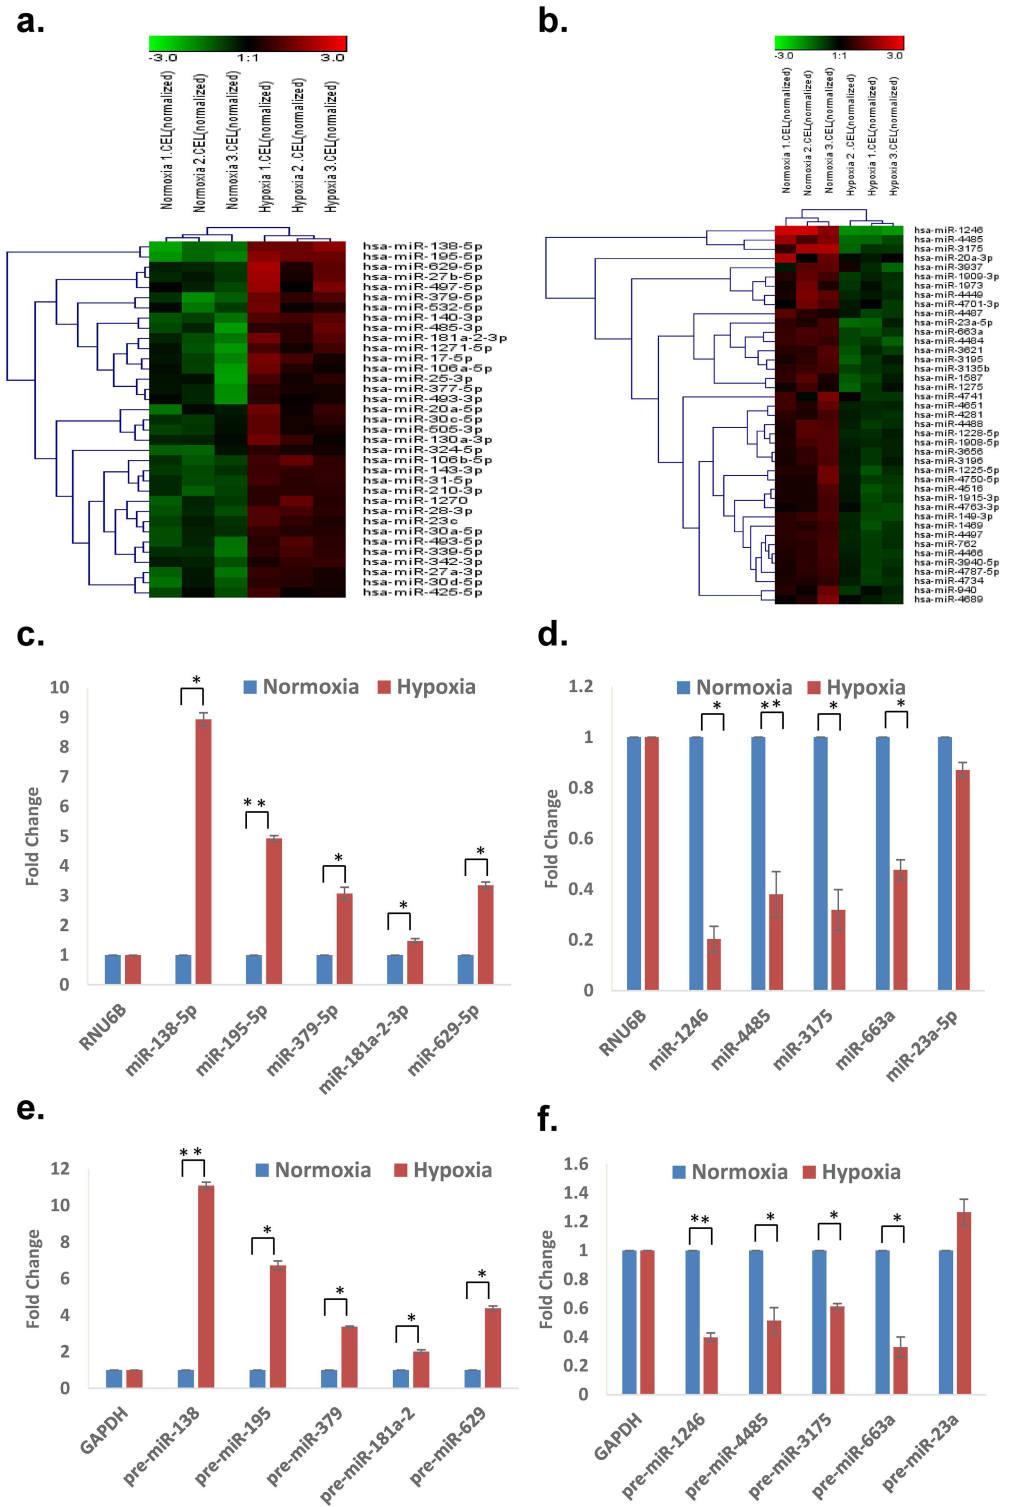 a.
-3.0 1:1 3.0
Normoxia 1.CEL(normalized)
Normoxia 2.CEL(normalized)
Normoxia 3.CEL(normalized)
Hypoxia 1.CEL(normalized)
Hypoxia 2 .CEL(normalized)
Hypoxia 3.CEL(normalized)
hsa-miR-138-5p
hsa-miR-195-5p
hsa-miR-629-5p
hsa-miR-27b-5p
hsa-miR-497-5p
hsa-miR-379-5p
hsa-miR-532-5p
hsa-miR-140-3p
hsa-miR-485-3p
hsa-miR-181a-2-3p
hsa-miR-1271-5p
hsa-miR-17-5p
hsa-miR-106a-5p
hsa-miR-25-3p
hsa-miR-377-5p
hsa-miR-493-3p
hsa-miR-20a-5p
hsa-miR-30c-5p
hsa-miR-505-3p
hsa-miR-130a-3p
hsa-miR-324-5p
hsa-miR-106b-5p
hsa-miR-143-3p
hsa-miR-31-5p
hsa-miR-210-3p
hsa-miR-1270
hsa-miR-28-3p
hsa-miR-23c
hsa-miR-30a-5p
hsa-miR-493-5p
hsa-miR-339-5p
hsa-miR-342-3p
hsa-miR-27a-3p
hsa-miR-30d-5p
hsa-miR-425-5p
b.
-3.0 1:1 3.0
Normoxia 1.CEL(normalized)
Normoxia 2.CEL(normalized)
Normoxia 3.CEL(normalized)
Hypoxia 2 .CEL(normalized)
Hypoxia 1.CEL(normalized)
Hypoxia 3.CEL(normalized)
hsa-miR-1246
hsa-miR-4485
hsa-miR-3175
hsa-miR-20a-3p
hsa-miR-3937
hsa-miR-1909-3p
hsa-miR-1973
hsa-miR-4449
hsa-miR-4701-3p
hsa-miR-4487
hsa-miR-23a-5p
hsa-miR-663a
hsa-miR-4484
hsa-miR-3621
hsa-miR-3195
hsa-miR-3135b
hsa-miR-1587
hsa-miR-1275
hsa-miR-4741
hsa-miR-4651
hsa-miR-4281
hsa-miR-4488
hsa-miR-1228-5p
hsa-miR-1908-5p
hsa-miR-3656
hsa-miR-3196
hsa-miR-1225-5p
hsa-miR-4750-5p
hsa-miR-4516
hsa-miR-1915-3p
hsa-miR-4763-3p
hsa-miR-149-3p
hsa-miR-1469
hsa-miR-4497
hsa-miR-762
hsa-miR-4466
hsa-miR-3940-5p
hsa-miR-4787-5p
hsa-miR-4734
hsa-miR-940
hsa-miR-4689
c.
Normoxia Hypoxia
Fold Change
10
9
8
7
6
5
4
3
2
1
0
*
**
*
*
*
RNU6B
miR-138-5p
miR-195-5p
miR-379-5p
miR-181a-2-3p
miR-629-5p
d.
Normoxia Hypoxia
Fold Change
1.2
1
0.8
0.6
0.4
0.2
0
*
**
*
*
RNU6B
miR-1246
miR-4485
miR-3175
miR-663a
miR-23a-5p
e.
Normoxia Hypoxia
Fold Change
12
10
8
6
4
2
0
**
*
*
*
*
GAPDH
pre-miR-138
pre-miR-195
pre-miR-379
pre-miR-181a-2
pre-miR-629
f.
Normoxia Hypoxia
Fold Change
1.6
1.4
1.2
1
0.8
0.6
0.4
0.2
0
**
*
*
*
GAPDH
pre-miR-1246
pre-miR-4485
pre-miR-3175
pre-miR-663a
pre-miR-23a